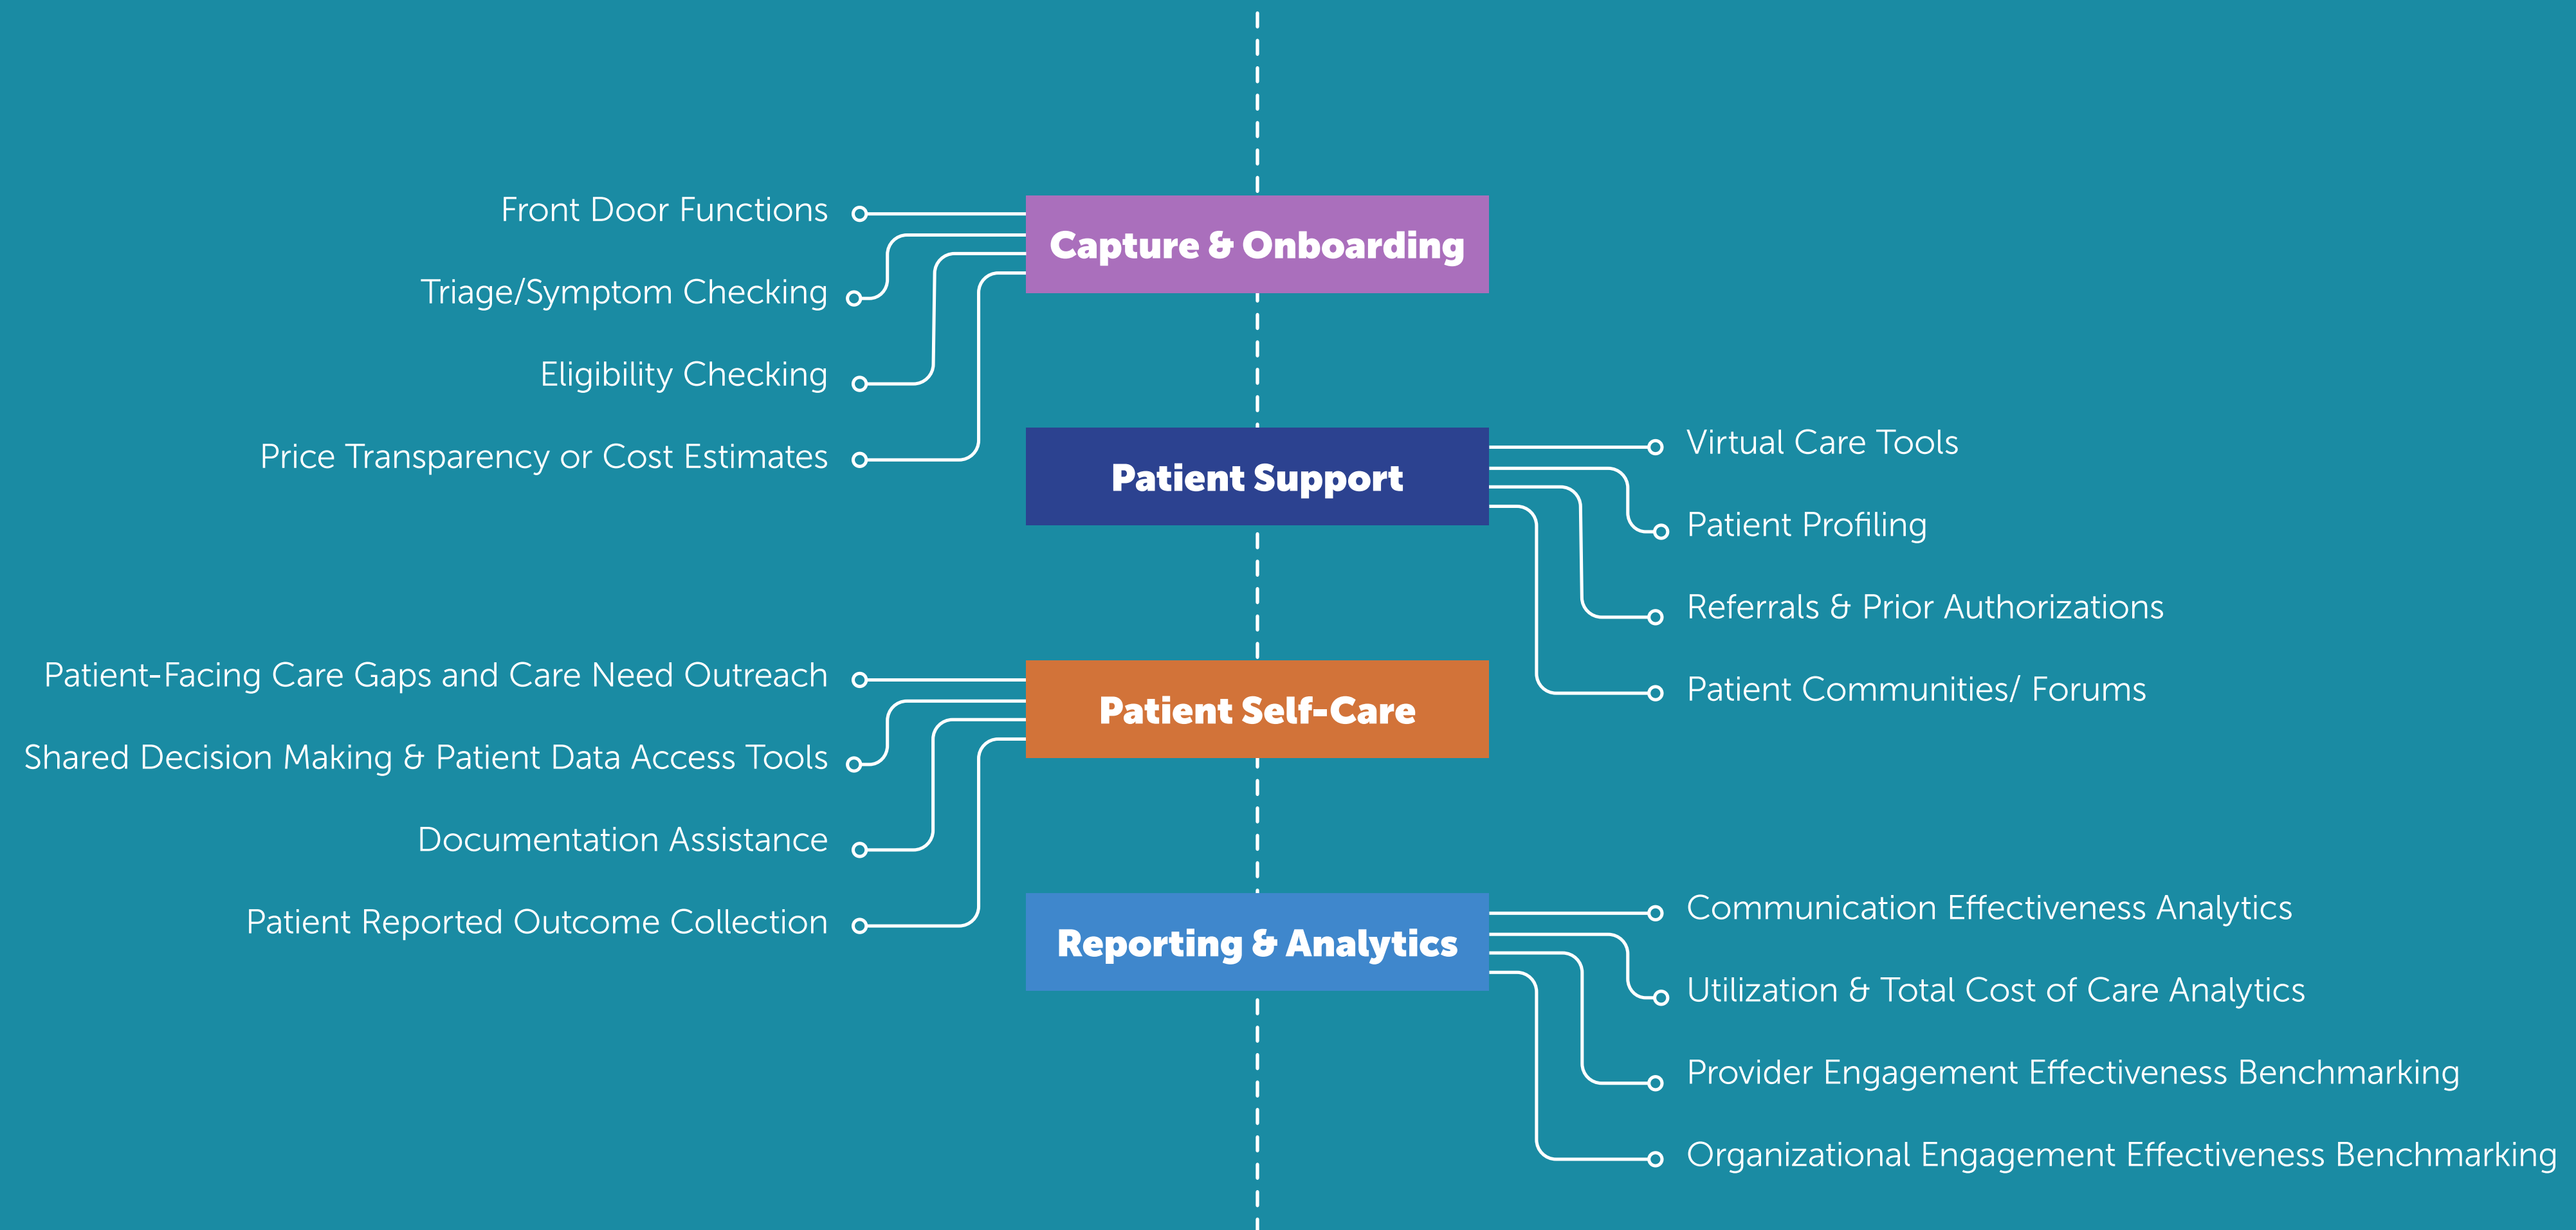 Capture & Onboarding
Front Door Functions
Triage/Symptom Checking
Eligibility Checking
Price Transparency or Cost Estimates
Patient Support
Virtual Care Tools
Patient Profiling
Referrals & Prior Authorizations
Patient Communities/ Forums
Patient Self-Care
Patient-Facing Care Gaps and Care Need Outreach
Shared Decision Making & Patient Data Access Tools
Documentation Assistance
Patient Reported Outcome Collection
Reporting & Analytics
Communication Effectiveness Analytics
Utilization & Total Cost of Care Analytics
Provider Engagement Effectiveness Benchmarking
Organizational Engagement Effectiveness Benchmarking